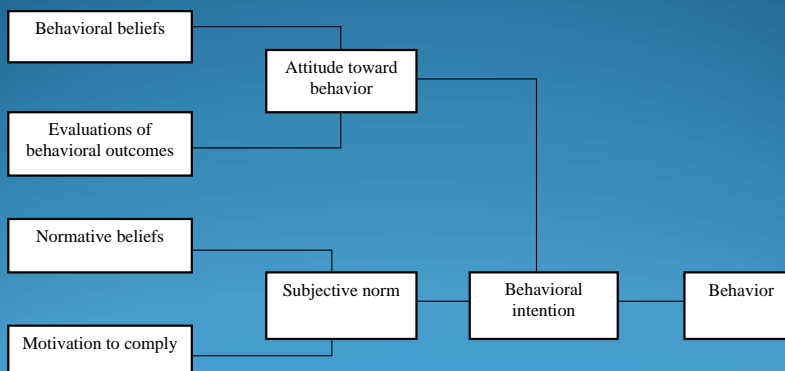 Behavioral beliefs
Attitude toward
behavior
Evaluations of
behavioral outcomes
Normative beliefs
Subjective norm
Behavioral
intention
Behavior
Motivation to comply